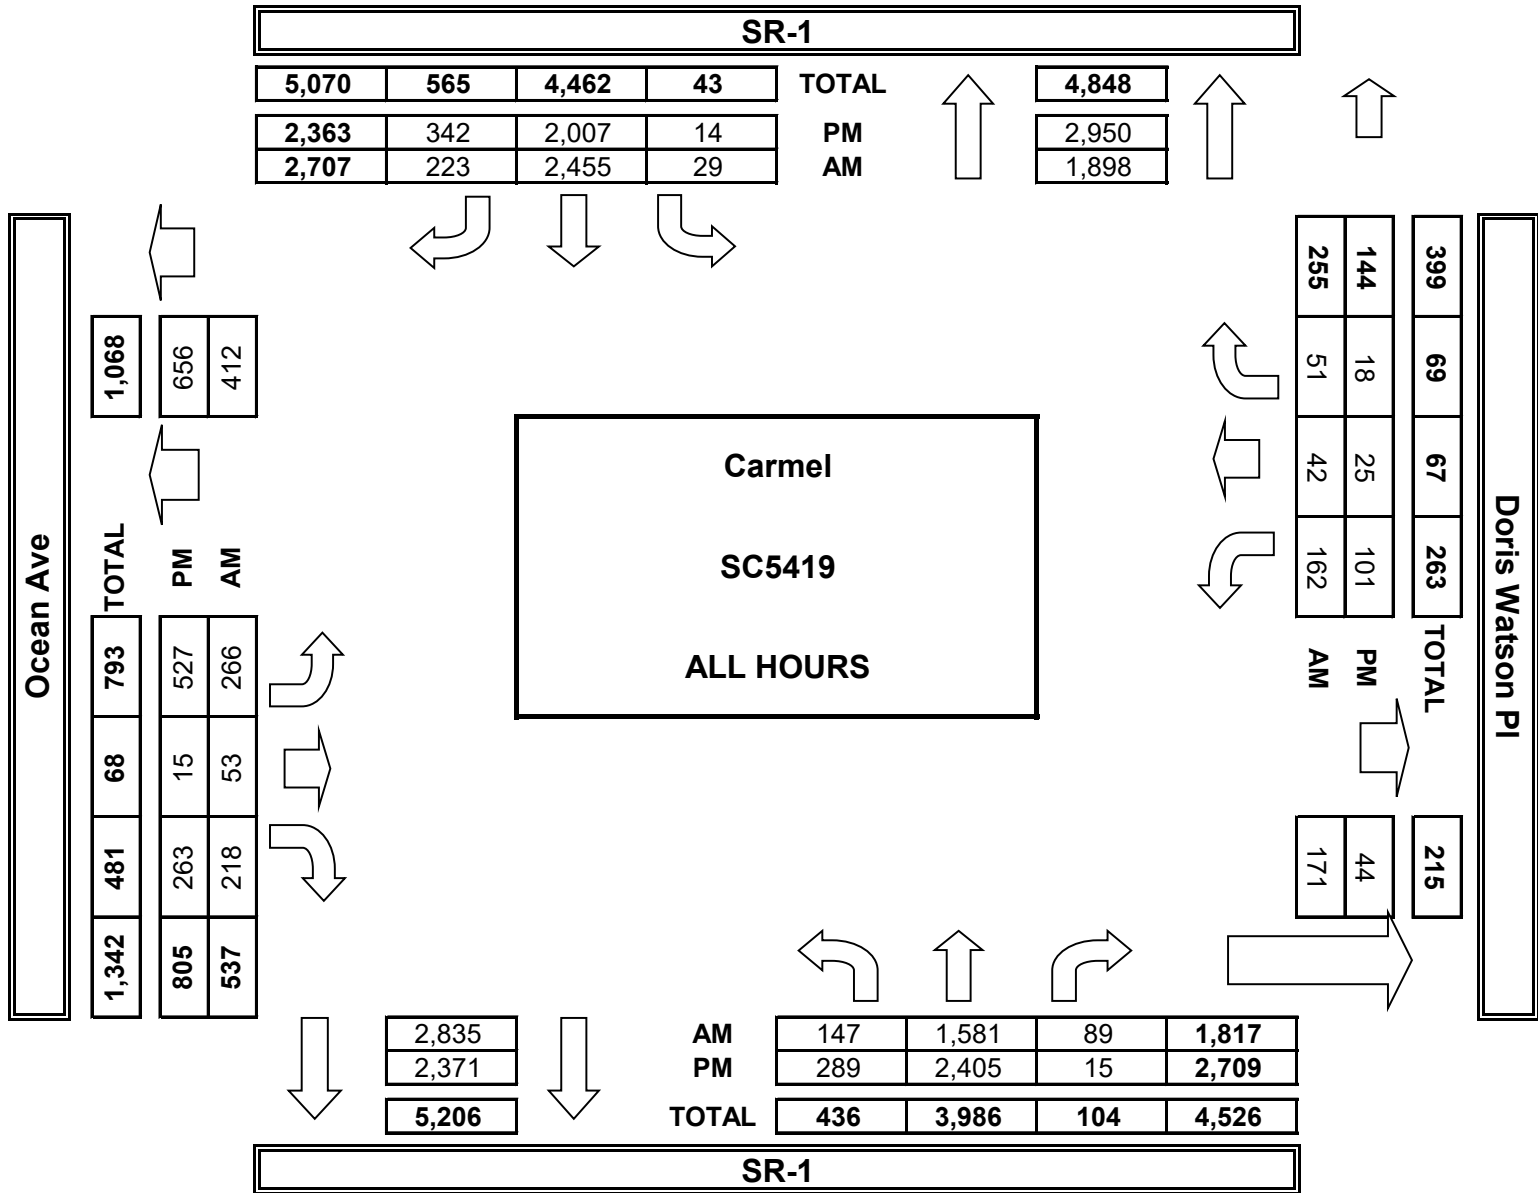 SR-1
5,070 565 4,462 43 TOTAL 4,848
2,363 342 2,007 14 PM 2,950
2,707 223 2,455 29 AM 1,898
Ocean Ave
1,068
656
412
TOTAL
PM
AM
793 68 481 1,342
527 15 263 805
266 53 218 537
Carmel
SC5419
ALL HOURS
399 69 67 263 TOTAL 215
144 18 25 101 PM 44
255 51 42 162 AM 171
Doris Watson Pl
2,835 AM 147 1,581 89 1,817
2,371 PM 289 2,405 15 2,709
5,206 TOTAL 436 3,986 104 4,526
SR-1